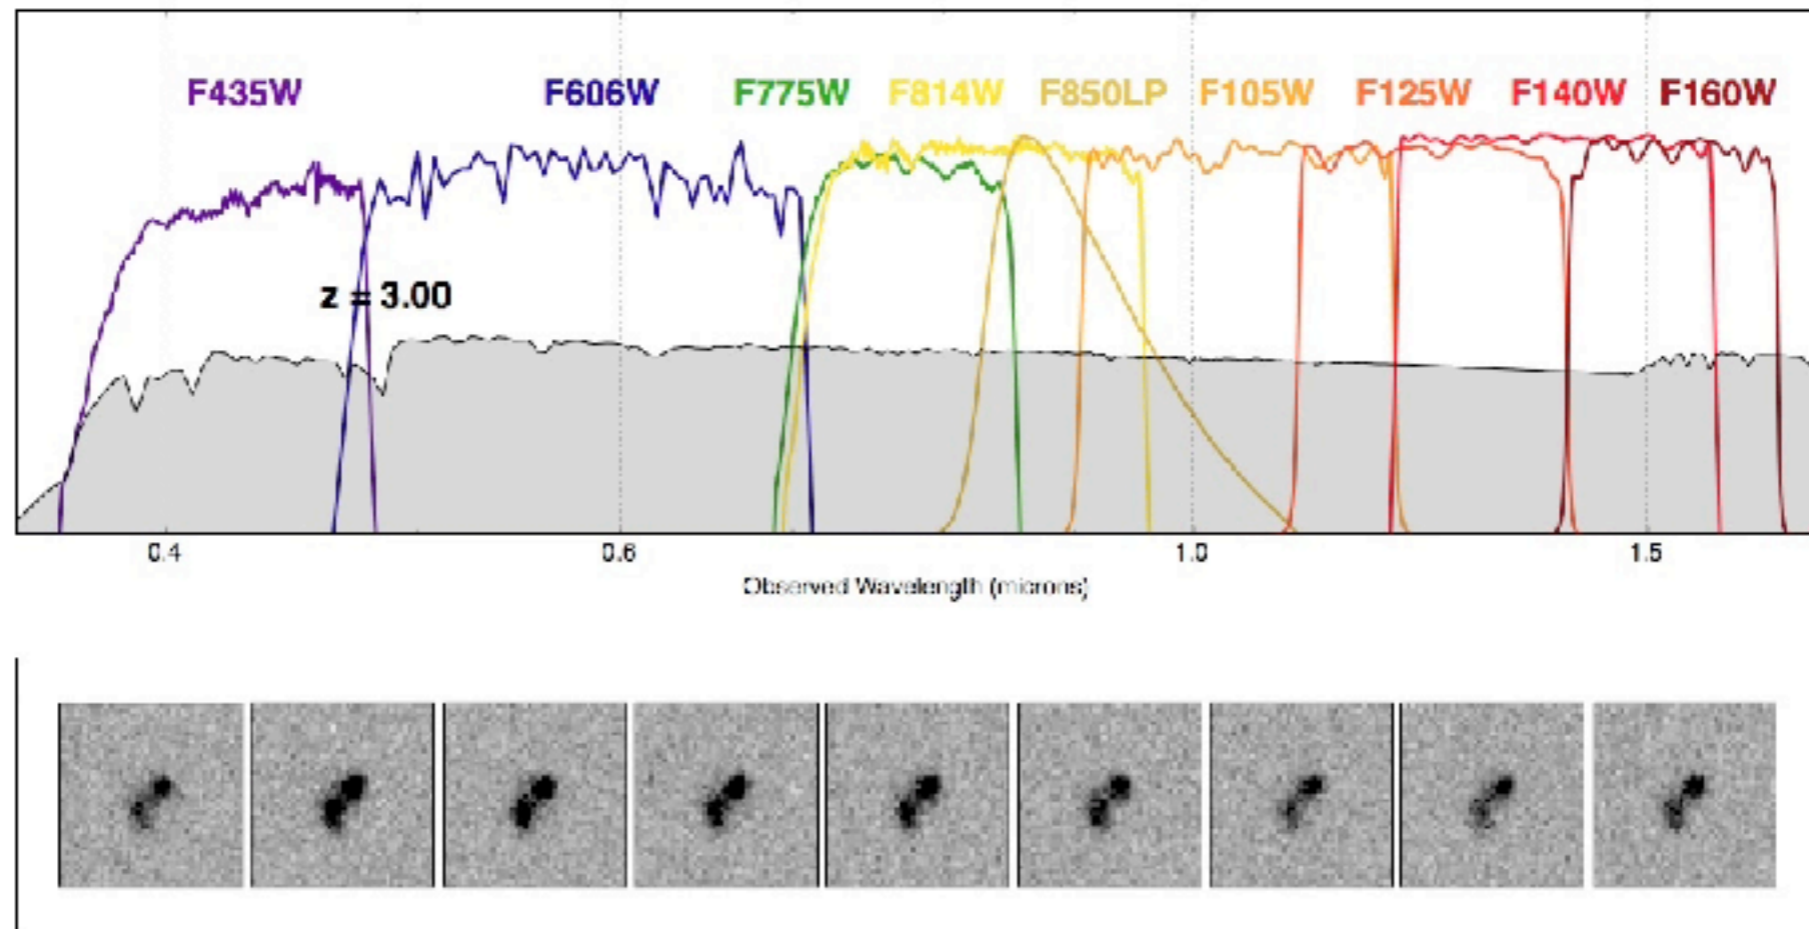 F435W F606W F775W F814W F850LP F105W F125W F140W F160W
z = 3.00
0.4 0.6 1.0 1.5
Observed Wavelength (microns)